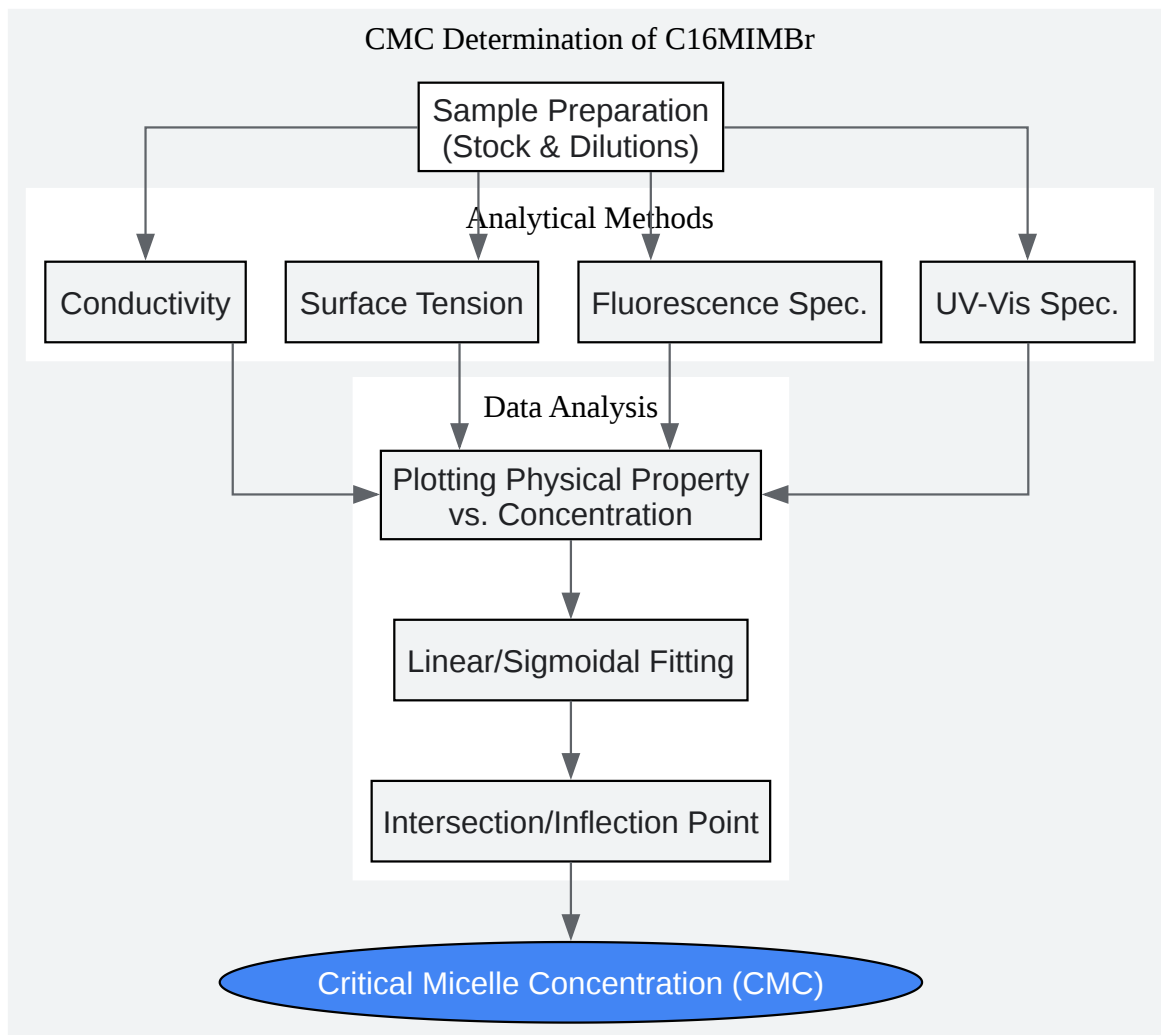 CMC Determination of C16MIMBr
Sample Preparation
(Stock & Dilutions)
Analytical Methods
Conductivity
Surface Tension
Fluorescence Spec.
UV-Vis Spec.
Data Analysis
Plotting Physical Property
vs. Concentration
Linear/Sigmoidal Fitting
Intersection/Inflection Point
Critical Micelle Concentration (CMC)